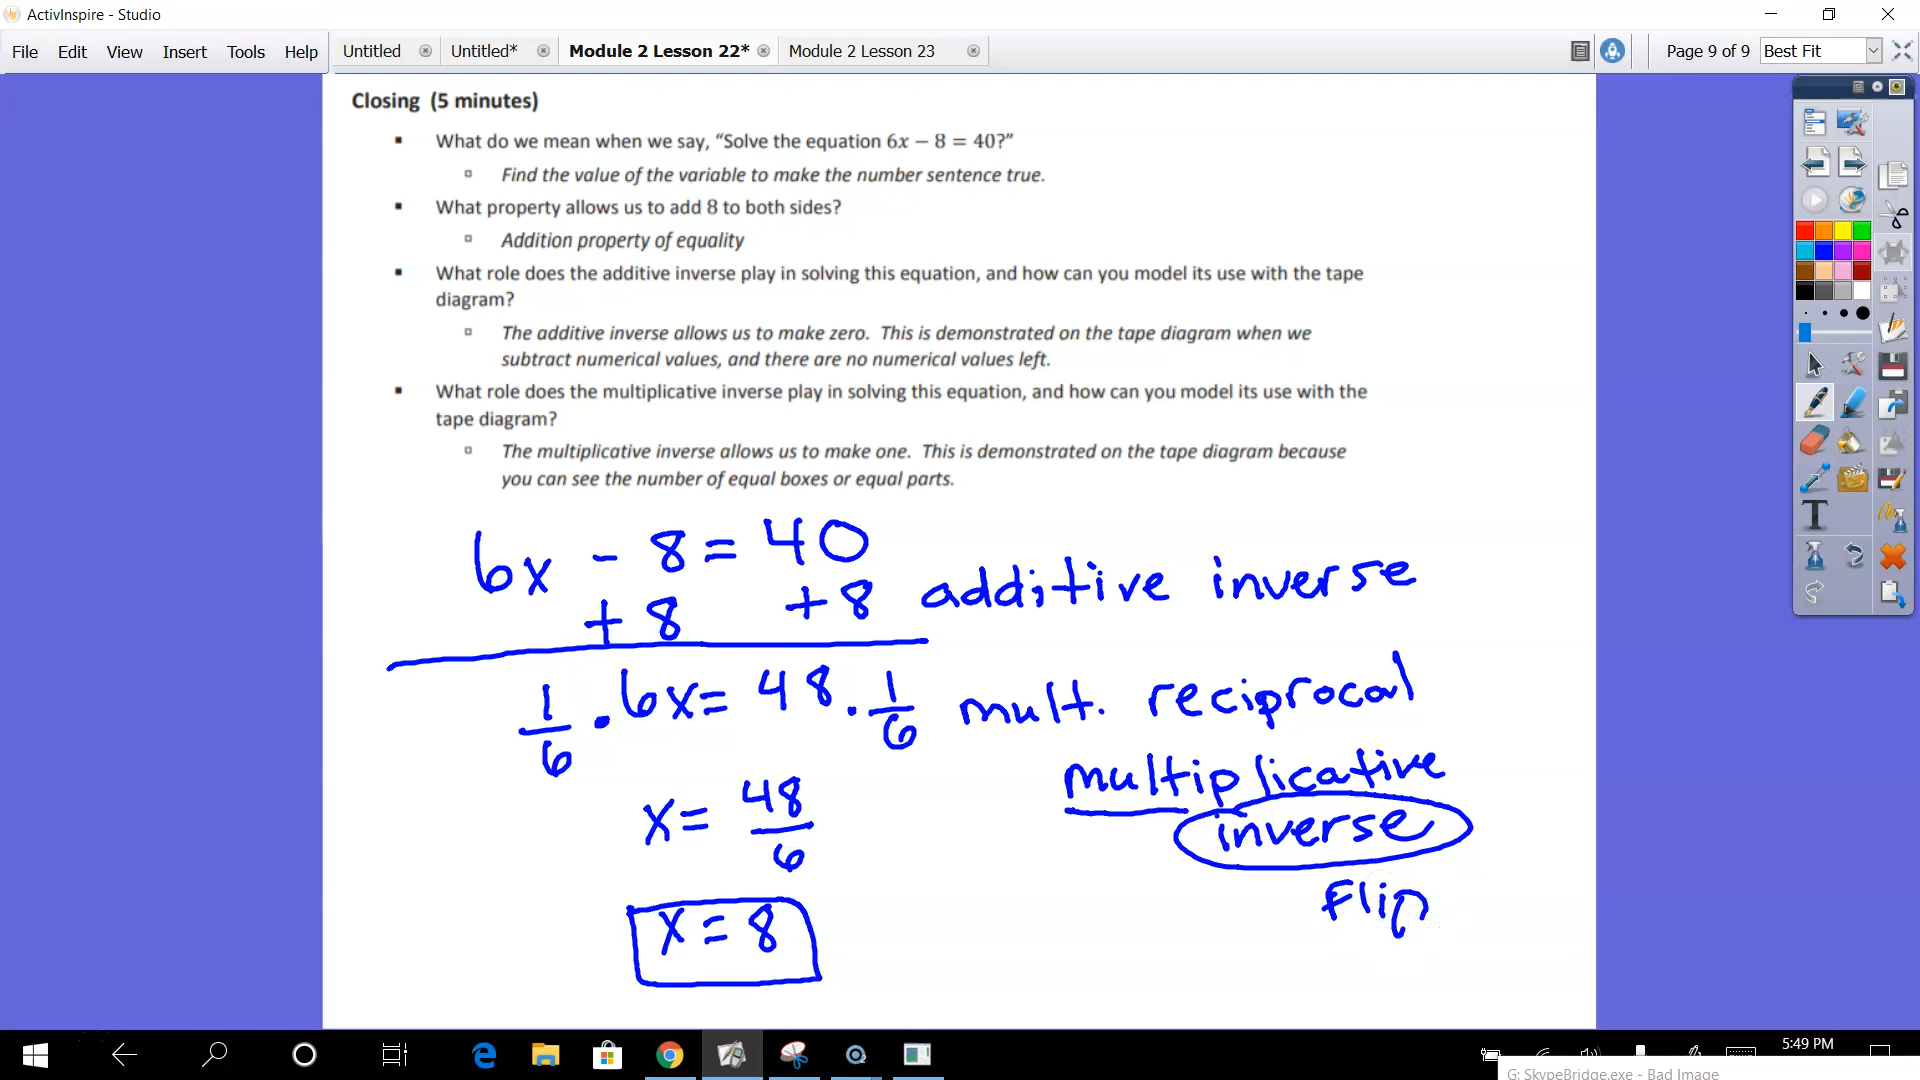 ActivInspire - Studio
File Edit View Insert Tools Help Untitled Untitled* Module 2 Lesson 22* Module 2 Lesson 23 Page 9 of 9 Best Fit
Closing (5 minutes)
▪ What do we mean when we say, “Solve the equation 6x − 8 = 40?”
▫ Find the value of the variable to make the number sentence true.
▪ What property allows us to add 8 to both sides?
▫ Addition property of equality
▪ What role does the additive inverse play in solving this equation, and how can you model its use with the tape
diagram?
▫ The additive inverse allows us to make zero. This is demonstrated on the tape diagram when we
subtract numerical values, and there are no numerical values left.
▪ What role does the multiplicative inverse play in solving this equation, and how can you model its use with the
tape diagram?
▫ The multiplicative inverse allows us to make one. This is demonstrated on the tape diagram because
you can see the number of equal boxes or equal parts.
6x - 8 = 40
+ 8 + 8 additive inverse
1/6 · 6x = 48 · 1/6 mult. reciprocal
multiplicative
x = 48/6 inverse
Flip
x = 8
5:49 PM
G: SkypeBridge.exe - Bad Image